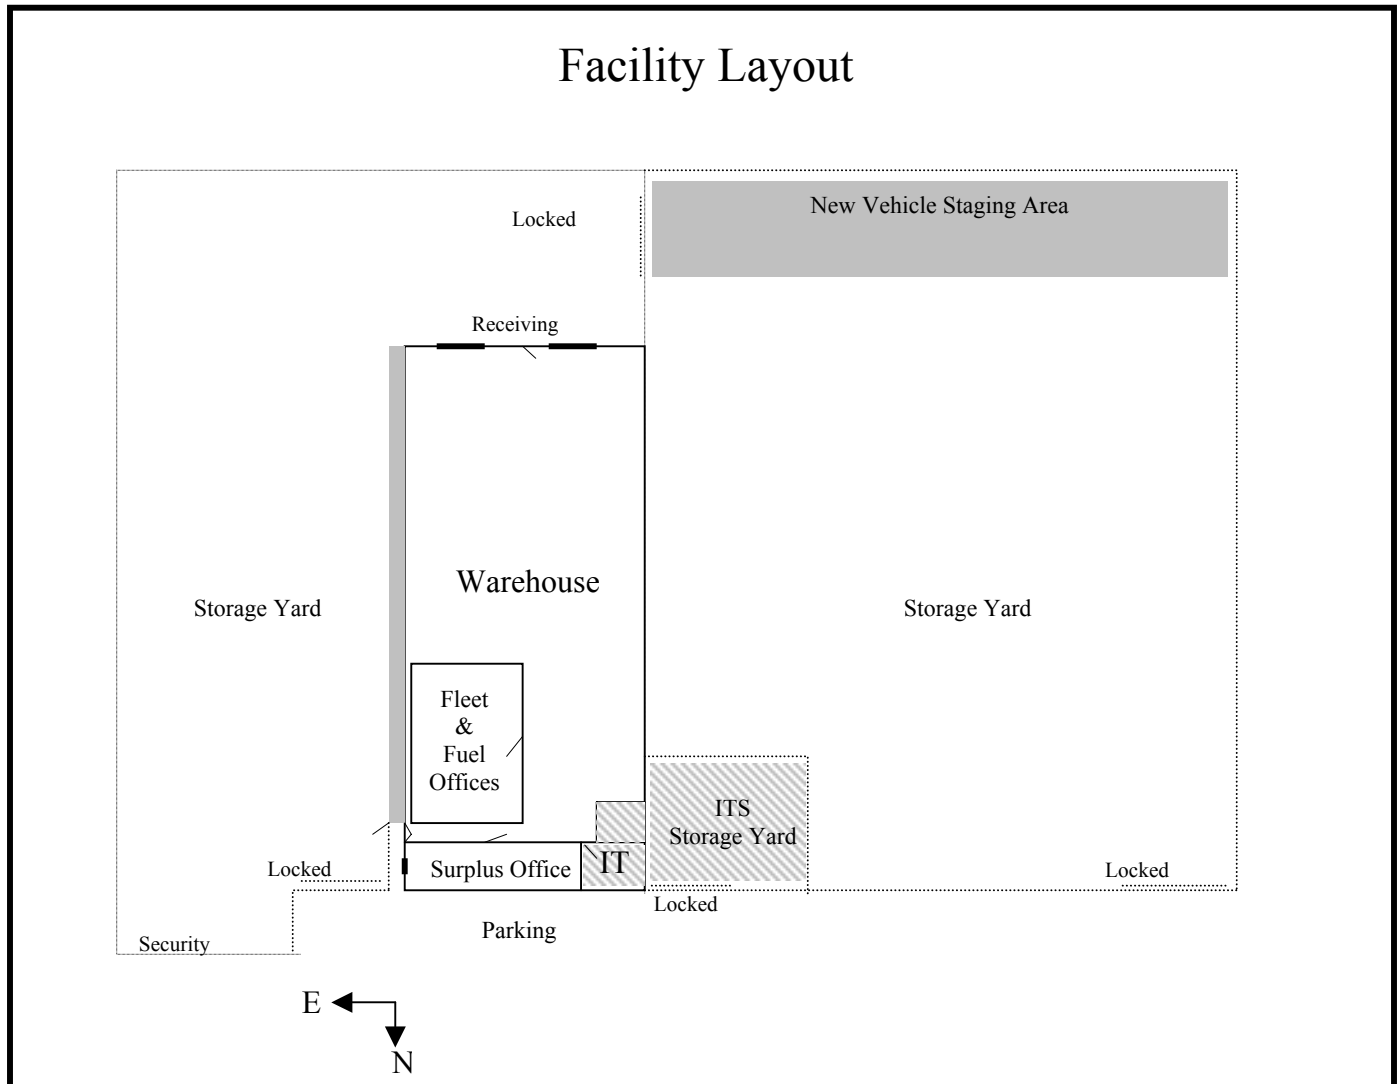 Facility Layout
New Vehicle Staging Area
Locked
Receiving
Warehouse
Storage Yard
Storage Yard
Fleet
&
Fuel
Offices
ITS
Storage Yard
IT
Surplus Office
Locked
Locked
Locked
Parking
Security
E
N